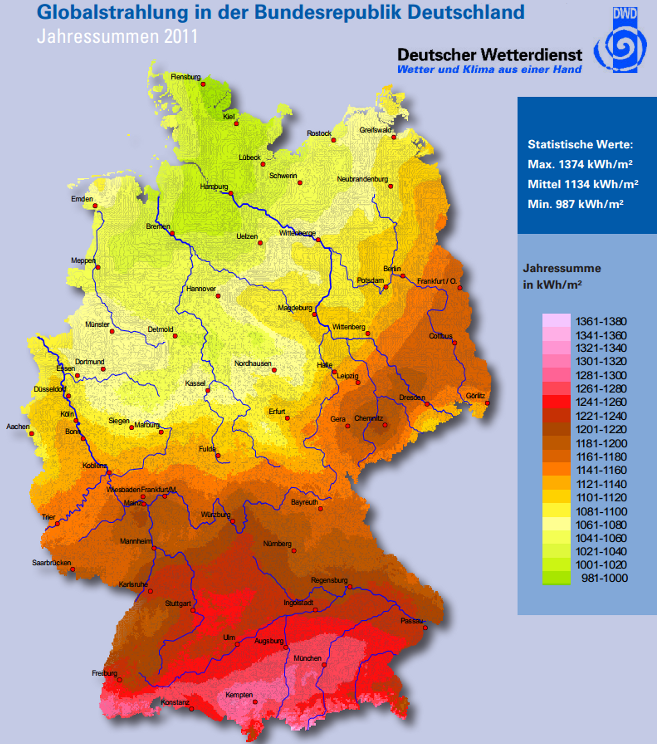 Globalstrahlung in der Bundesrepublik Deutschland
Jahressummen 2011
DWD
Deutscher Wetterdienst
Wetter und Klima aus einer Hand
Statistische Werte:
Max. 1374 kWh/m²
Mittel 1134 kWh/m²
Min. 987 kWh/m²
Jahressumme
in kWh/m²
1361-1380
1341-1360
1321-1340
1301-1320
1281-1300
1261-1280
1241-1260
1221-1240
1201-1220
1181-1200
1161-1180
1141-1160
1121-1140
1101-1120
1081-1100
1061-1080
1041-1060
1021-1040
1001-1020
981-1000
Flensburg
Kiel
Rostock
Greifswald
Lübeck
Schwerin
Neubrandenburg
Hamburg
Emden
Bremen
Uelzen
Wittenberge
Meppen
Berlin
Potsdam
Frankfurt / O.
Hannover
Magdeburg
Münster
Detmold
Wittenberg
Cottbus
Dortmund
Essen
Nordhausen
Halle
Leipzig
Düsseldorf
Kassel
Dresden
Görlitz
Köln
Erfurt
Gera
Chemnitz
Aachen
Bonn
Siegen
Marburg
Fulda
Koblenz
Wiesbaden
Frankfurt/M.
Mainz
Bayreuth
Trier
Würzburg
Mannheim
Nürnberg
Saarbrücken
Karlsruhe
Regensburg
Stuttgart
Ingolstadt
Passau
Ulm
Augsburg
München
Freiburg
Kempten
Konstanz